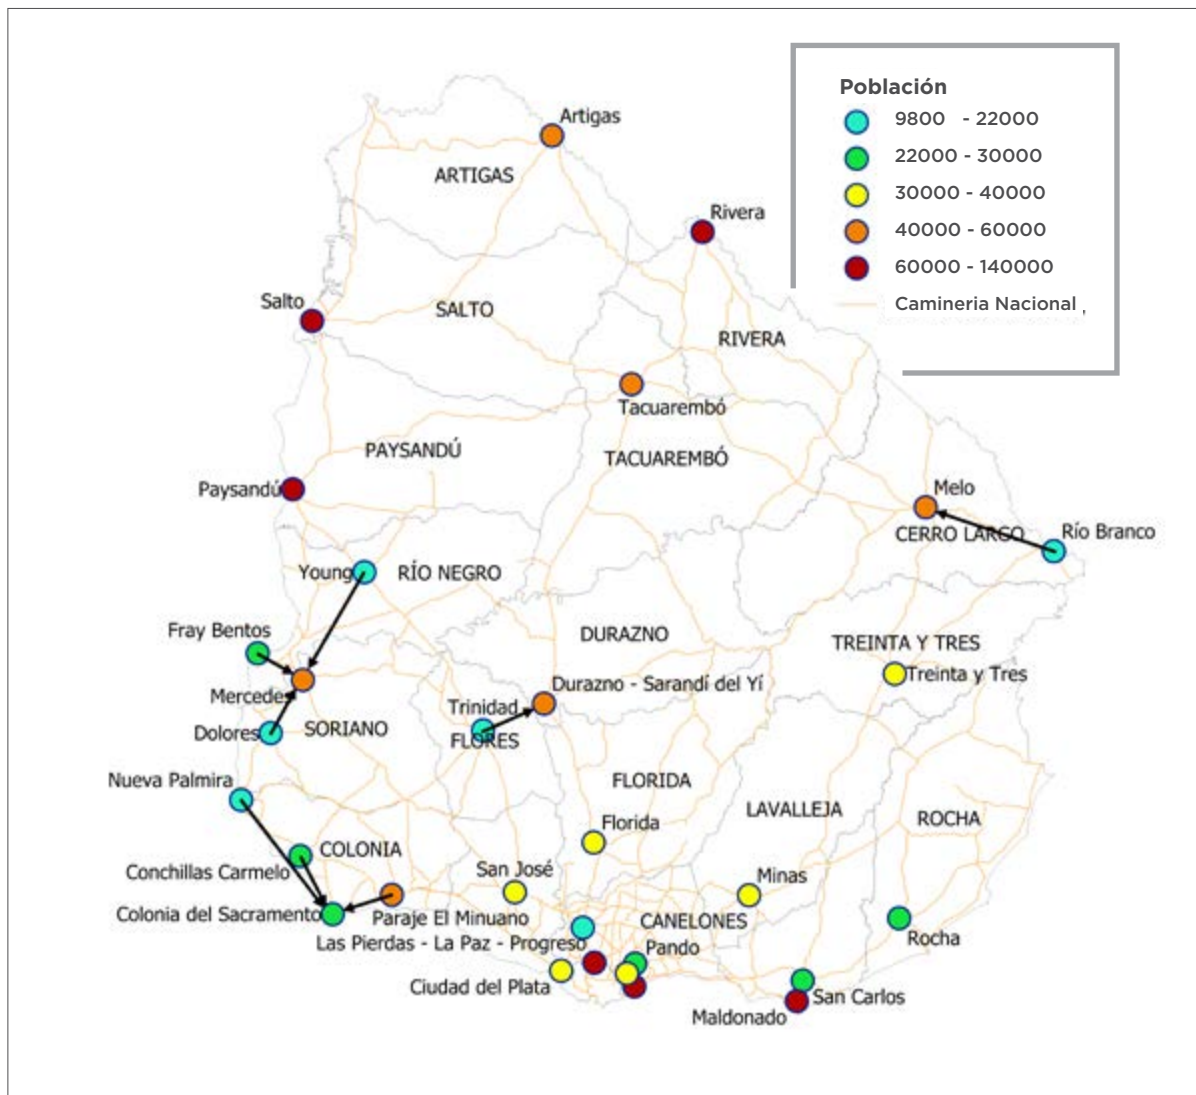 Población
9800 - 22000
22000 - 30000
30000 - 40000
40000 - 60000
60000 - 140000
Camineria Nacional ,
Artigas
ARTIGAS
Rivera
Salto
SALTO
RIVERA
Tacuarembó
PAYSANDÚ
TACUAREMBÓ
Paysandú
Melo
CERRO LARGO
Río Branco
Young
RÍO NEGRO
Fray Bentos
DURAZNO
TREINTA Y TRES
Treinta y Tres
Mercedes
Durazno - Sarandí del Yí
Trinidad
Dolores
SORIANO
FLORES
Nueva Palmira
FLORIDA
LAVALLEJA
ROCHA
Florida
COLONIA
Conchillas Carmelo
San José
Minas
Colonia del Sacramento
Paraje El Minuano
CANELONES
Rocha
Las Pierdas - La Paz - Progreso
Pando
Ciudad del Plata
San Carlos
Maldonado